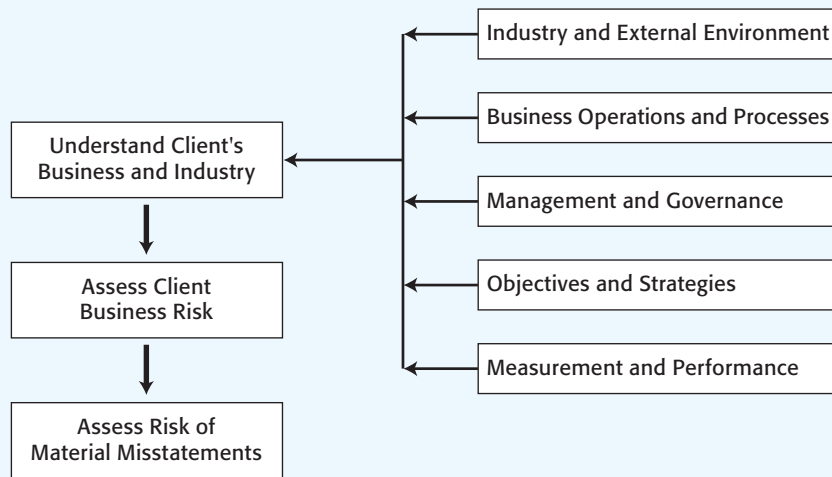 Understand Client's
Business and Industry
Assess Client
Business Risk
Assess Risk of
Material Misstatements
Industry and External Environment
Business Operations and Processes
Management and Governance
Objectives and Strategies
Measurement and Performance